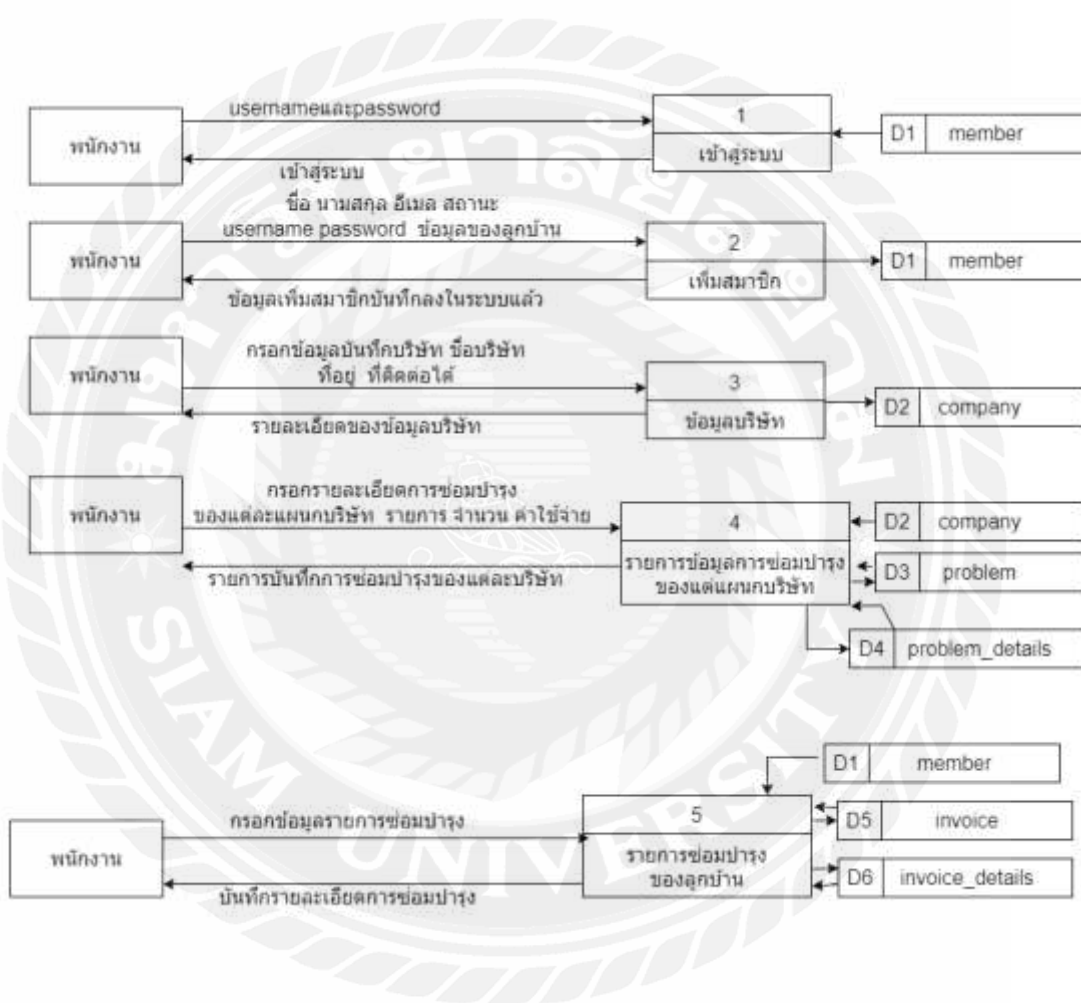 usernameและpassword
1
พนักงาน
D1 member
เข้าสู่ระบบ
เข้าสู่ระบบ
ชื่อ นามสกุล อีเมล สถานะ
username password ข้อมูลของลูกบ้าน
2
พนักงาน
D1 member
เพิ่มสมาชิก
ข้อมูลเพิ่มสมาชิกบันทึกลงในระบบแล้ว
กรอกข้อมูลบันทึกบริษัท ชื่อบริษัท
ที่อยู่ ที่ติดต่อได้
พนักงาน
3
D2 company
ข้อมูลบริษัท
รายละเอียดของข้อมูลบริษัท
กรอกรายละเอียดการซ่อมบำรุง
ของแต่ละแผนกบริษัท รายการ จำนวน ค่าใช้จ่าย
พนักงาน
4
D2 company
รายการข้อมูลการซ่อมบำรุง
ของแต่แผนกบริษัท
D3 problem
รายการบันทึกการซ่อมบำรุงของแต่ละบริษัท
D4 problem_details
D1 member
กรอกข้อมูลรายการซ่อมบำรุง
5
D5 invoice
พนักงาน
รายการซ่อมบำรุง
ของลูกบ้าน
D6 invoice_details
บันทึกรายละเอียดการซ่อมบำรุง
มหาวิทยาลัยสยาม
SIAM UNIVERSITY